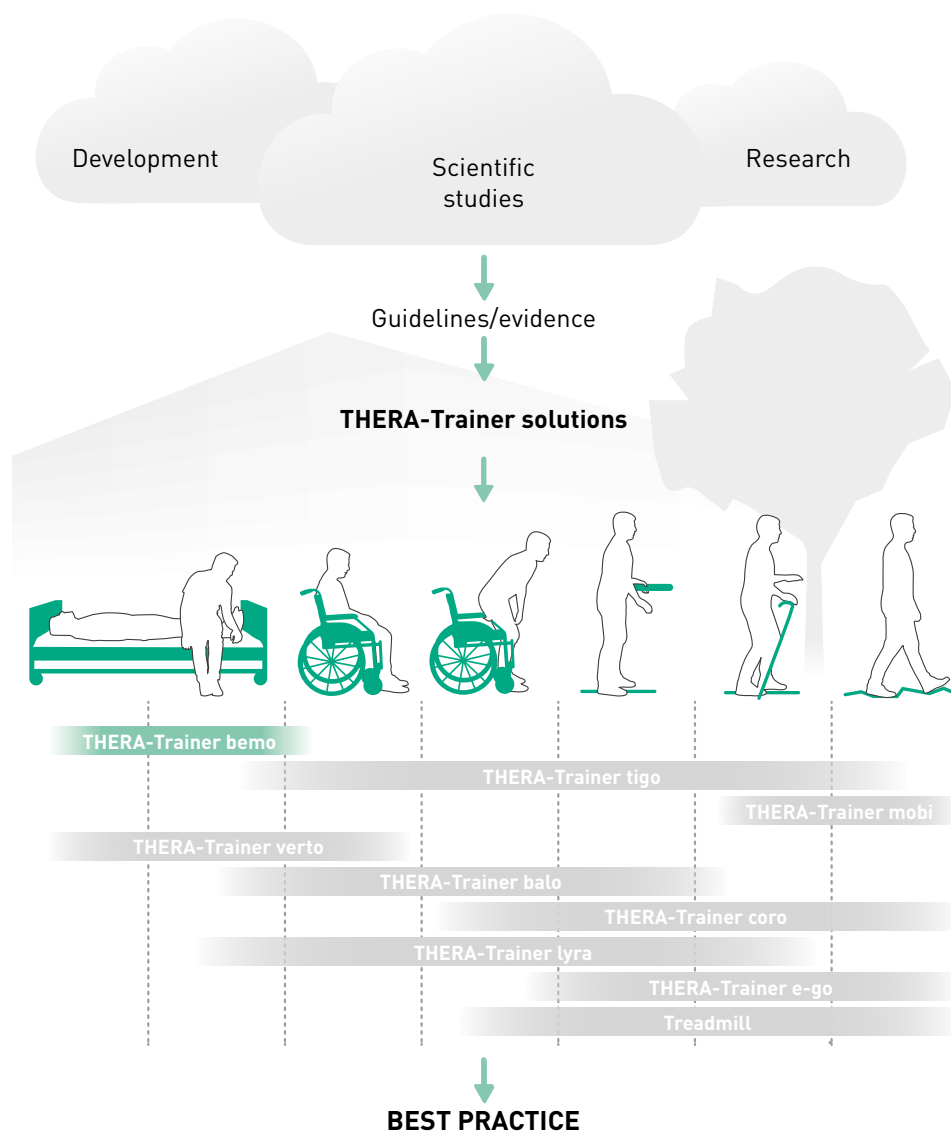 Development
Scientific
studies
Research
Guidelines/evidence
THERA-Trainer solutions
THERA-Trainer bemo
THERA-Trainer tigo
THERA-Trainer mobi
THERA-Trainer verto
THERA-Trainer balo
THERA-Trainer coro
THERA-Trainer lyra
THERA-Trainer e-go
Treadmill
BEST PRACTICE